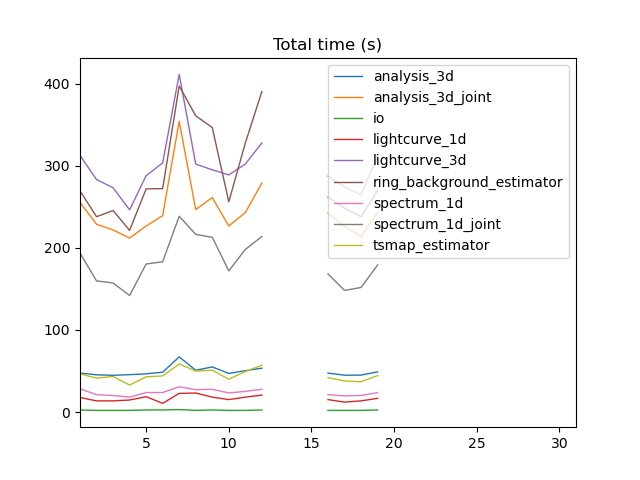 Total time (s)
400
300
200
100
0
5
10
15
20
25
30
analysis_3d
analysis_3d_joint
io
lightcurve_1d
lightcurve_3d
ring_background_estimator
spectrum_1d
spectrum_1d_joint
tsmap_estimator